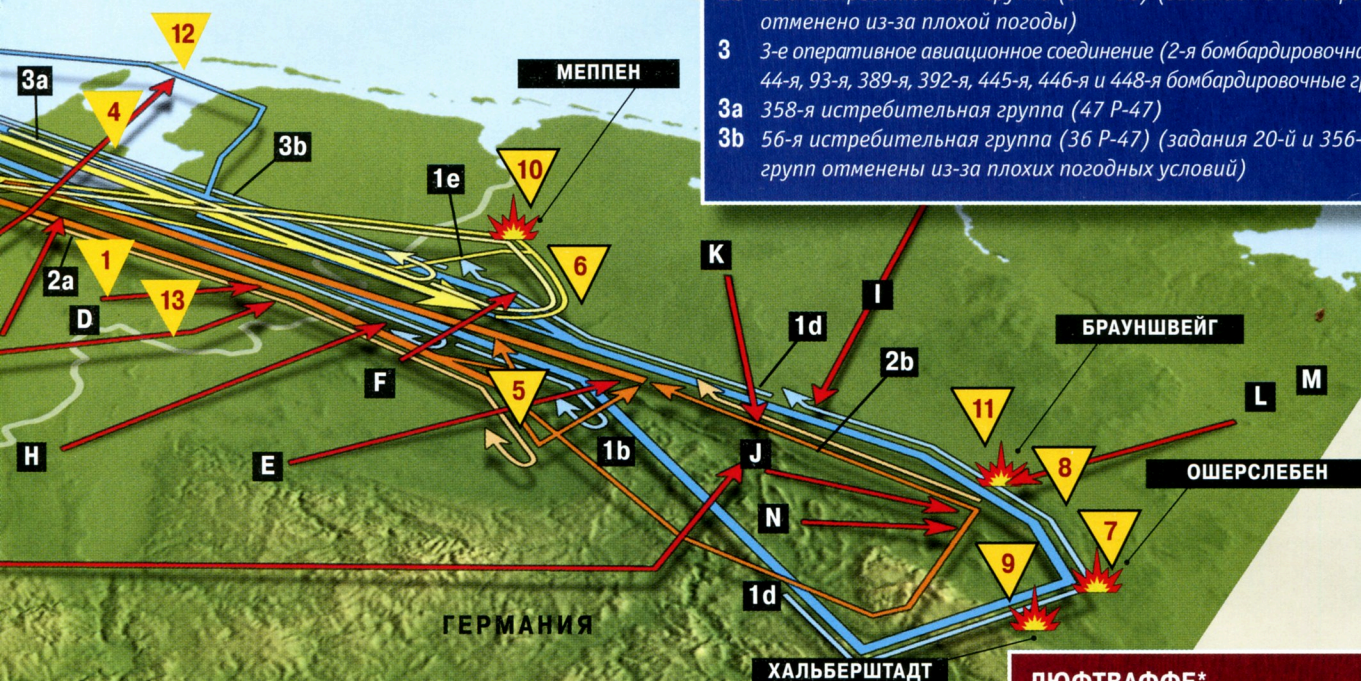 отменено из-за плохой погоды)
3 3-е оперативное авиационное соединение (2-я
44-я, 93-я, 389-я, 392-я, 445-я, 446-я и 448-я бомбардировочные
3a 358-я истребительная группа (47 P-47)
3b 56-я истребительная группа (36 P-47) (задания 20-й и 356-
групп отменены из-за плохих погодных условий)
12
3a
МЕППЕН
4
3b
10
1e
K
6
1
2a
13
I
D
1d
БРАУНШВЕЙГ
2b
F
5
M
L
11
H
E
1b
J
8
ОШЕРСЛЕБЕН
N
7
9
1d
ГЕРМАНИЯ
ХАЛЬБЕРШТАДТ
ЛЮФТВАФФЕ*